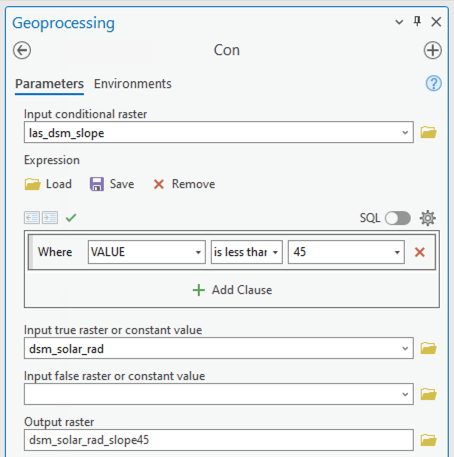 Geoprocessing
Con
Parameters Environments
Input conditional raster
las_dsm_slope
Expression
Load Save Remove
SQL
Where VALUE is less thar 45
Add Clause
Input true raster or constant value
dsm_solar_rad
Input false raster or constant value
Output raster
dsm_solar_rad_slope45